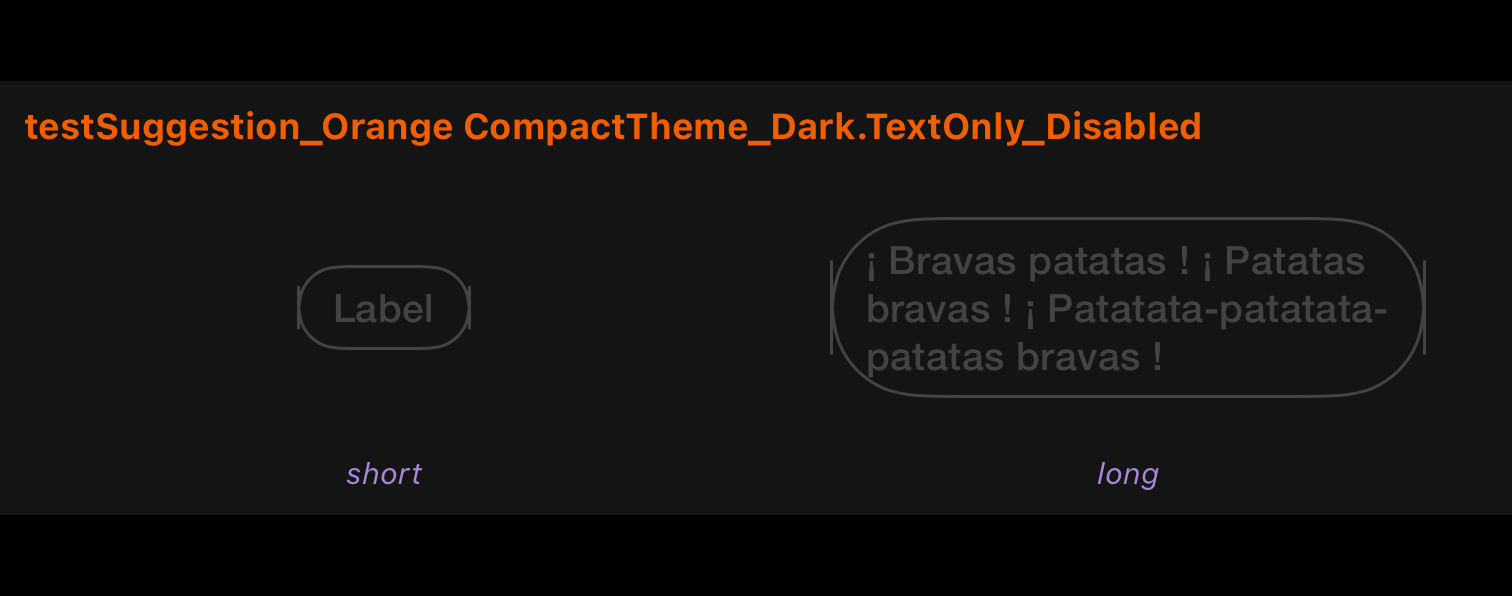 testSuggestion_Orange CompactTheme_Dark.TextOnly_Disabled
Label
¡ Bravas patatas ! ¡ Patatas
bravas ! ¡ Patatata-patatata-
patatas bravas !
short
long